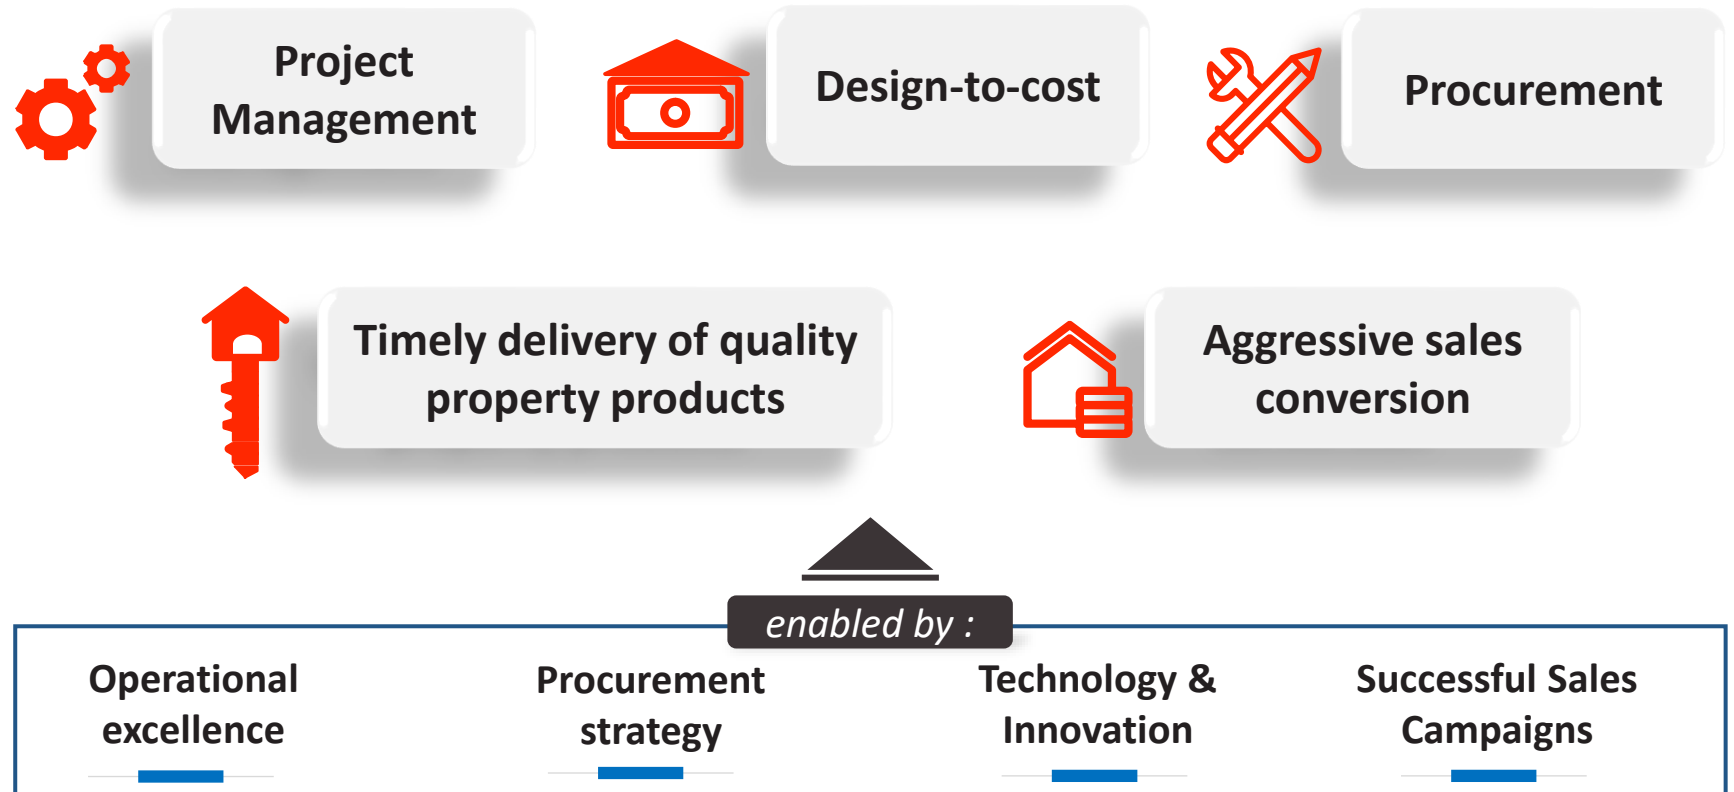 Project
Management
Design-to-cost
Procurement
Timely delivery of quality
property products
Aggressive sales
conversion
enabled by :
Operational
excellence
Procurement
strategy
Technology &
Innovation
Successful Sales
Campaigns